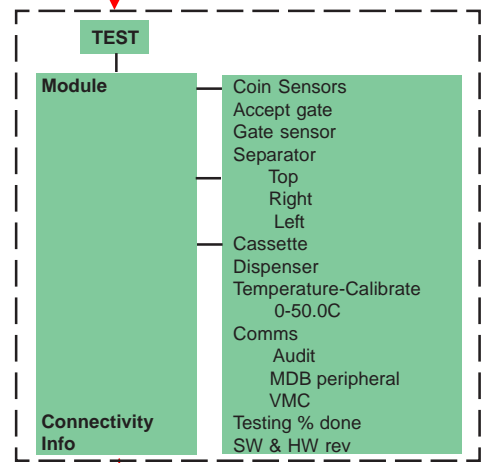 TEST
Module
Coin Sensors
Accept gate
Gate sensor
Separator
Top
Right
Left
Cassette
Dispenser
Temperature-Calibrate
0-50.0C
Comms
Audit
MDB peripheral
VMC
Connectivity Testing % done
Info SW & HW rev